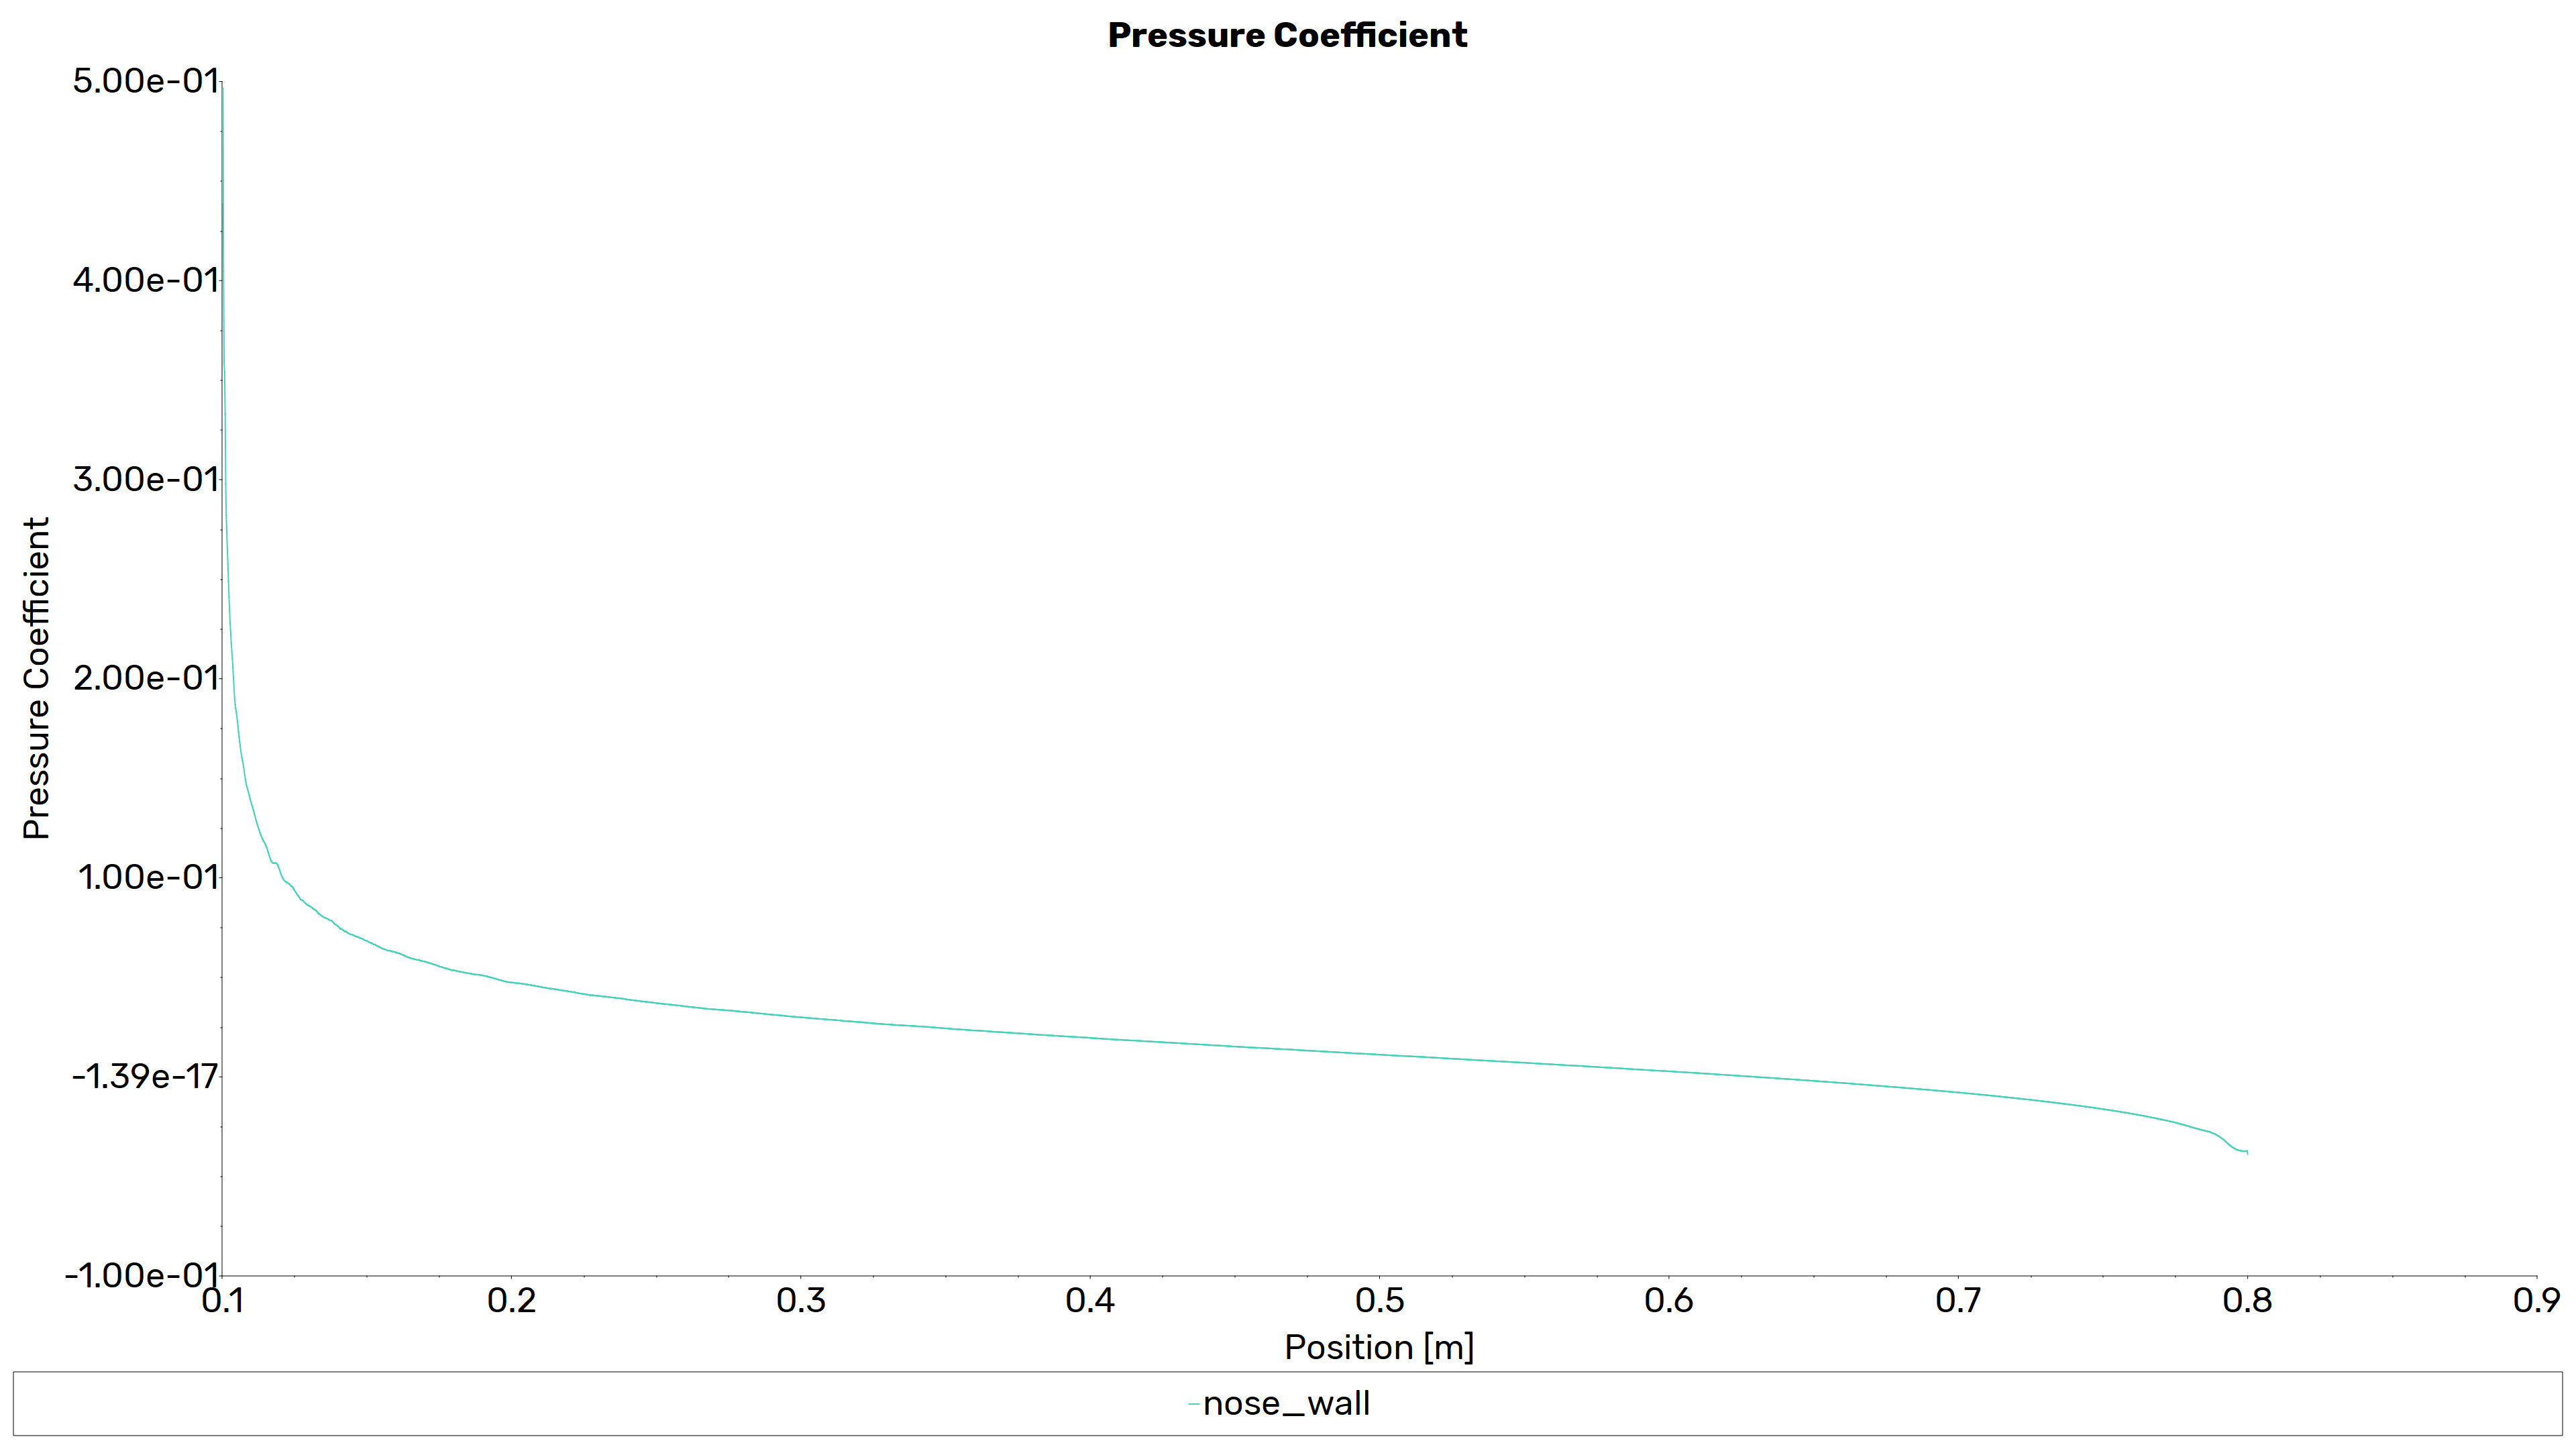 Pressure Coefficient
5.00e-01
4.00e-01
3.00e-01
2.00e-01
1.00e-01
-1.39e-17
-1.00e-01
Pressure Coefficient
0.1 0.2 0.3 0.4 0.5 0.6 0.7 0.8 0.9
Position [m]
nose_wall